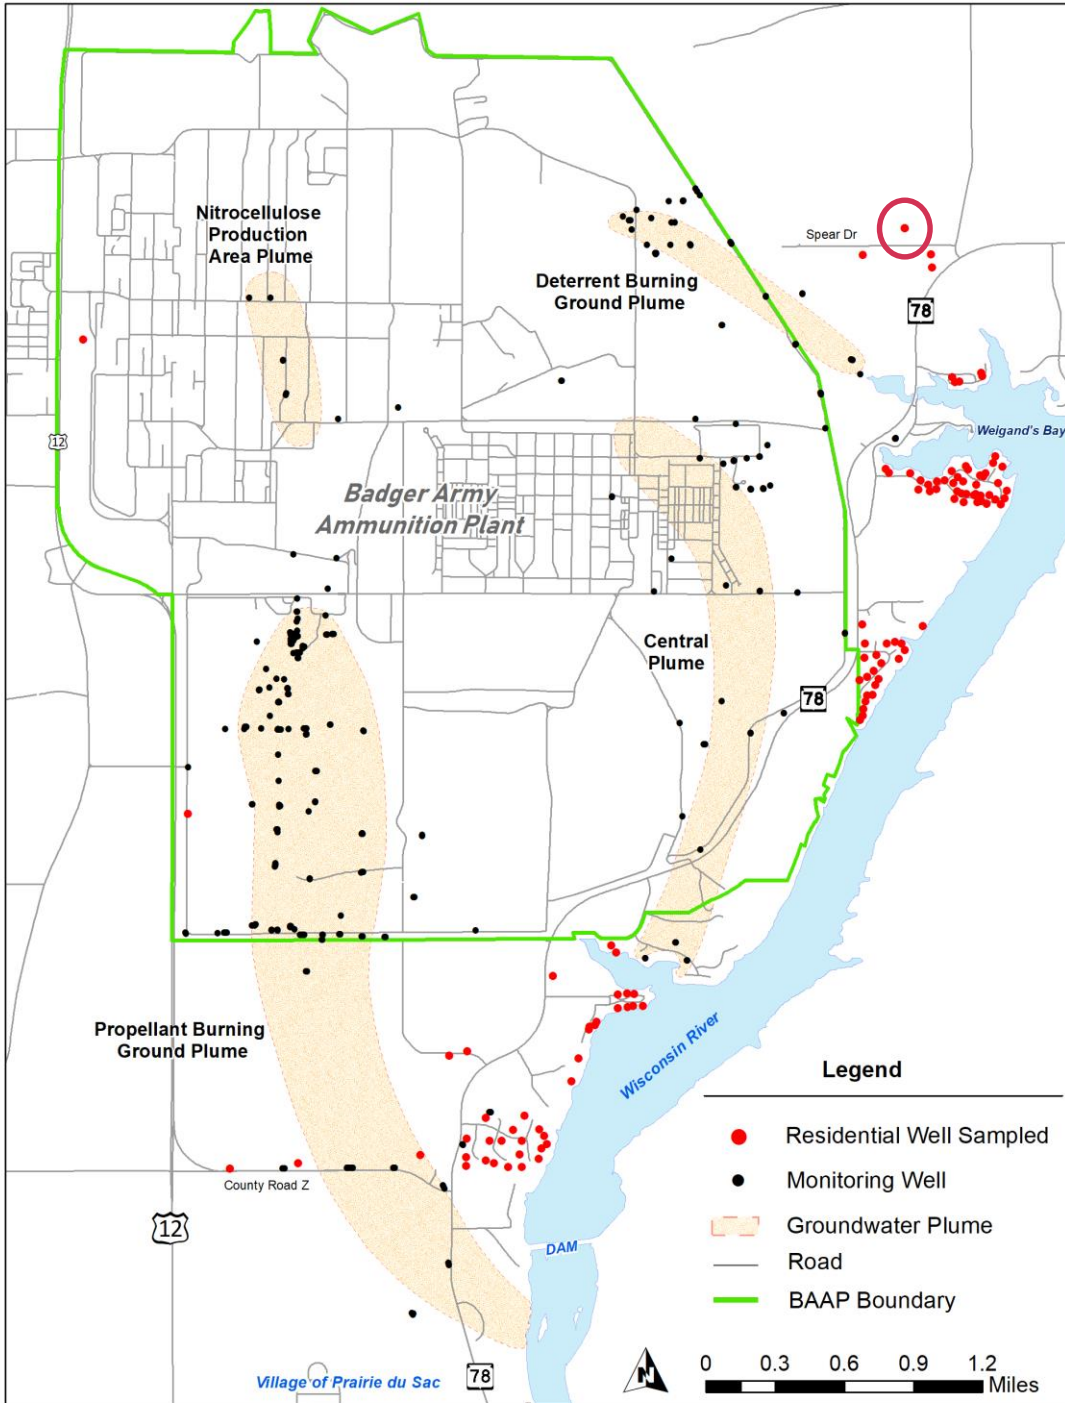 Nitrocellulose
Production
Area Plume
Spear Dr
Deterrent Burning
Ground Plume
78
Weigand's Bay
12
Badger Army
Ammunition Plant
Central
Plume
78
Propellant Burning
Ground Plume
Wisconsin River
Legend
Residential Well Sampled
Monitoring Well
Groundwater Plume
Road
BAAP Boundary
County Road Z
12
DAM
N
0 0.3 0.6 0.9 1.2
Miles
Village of Prairie du Sac
78